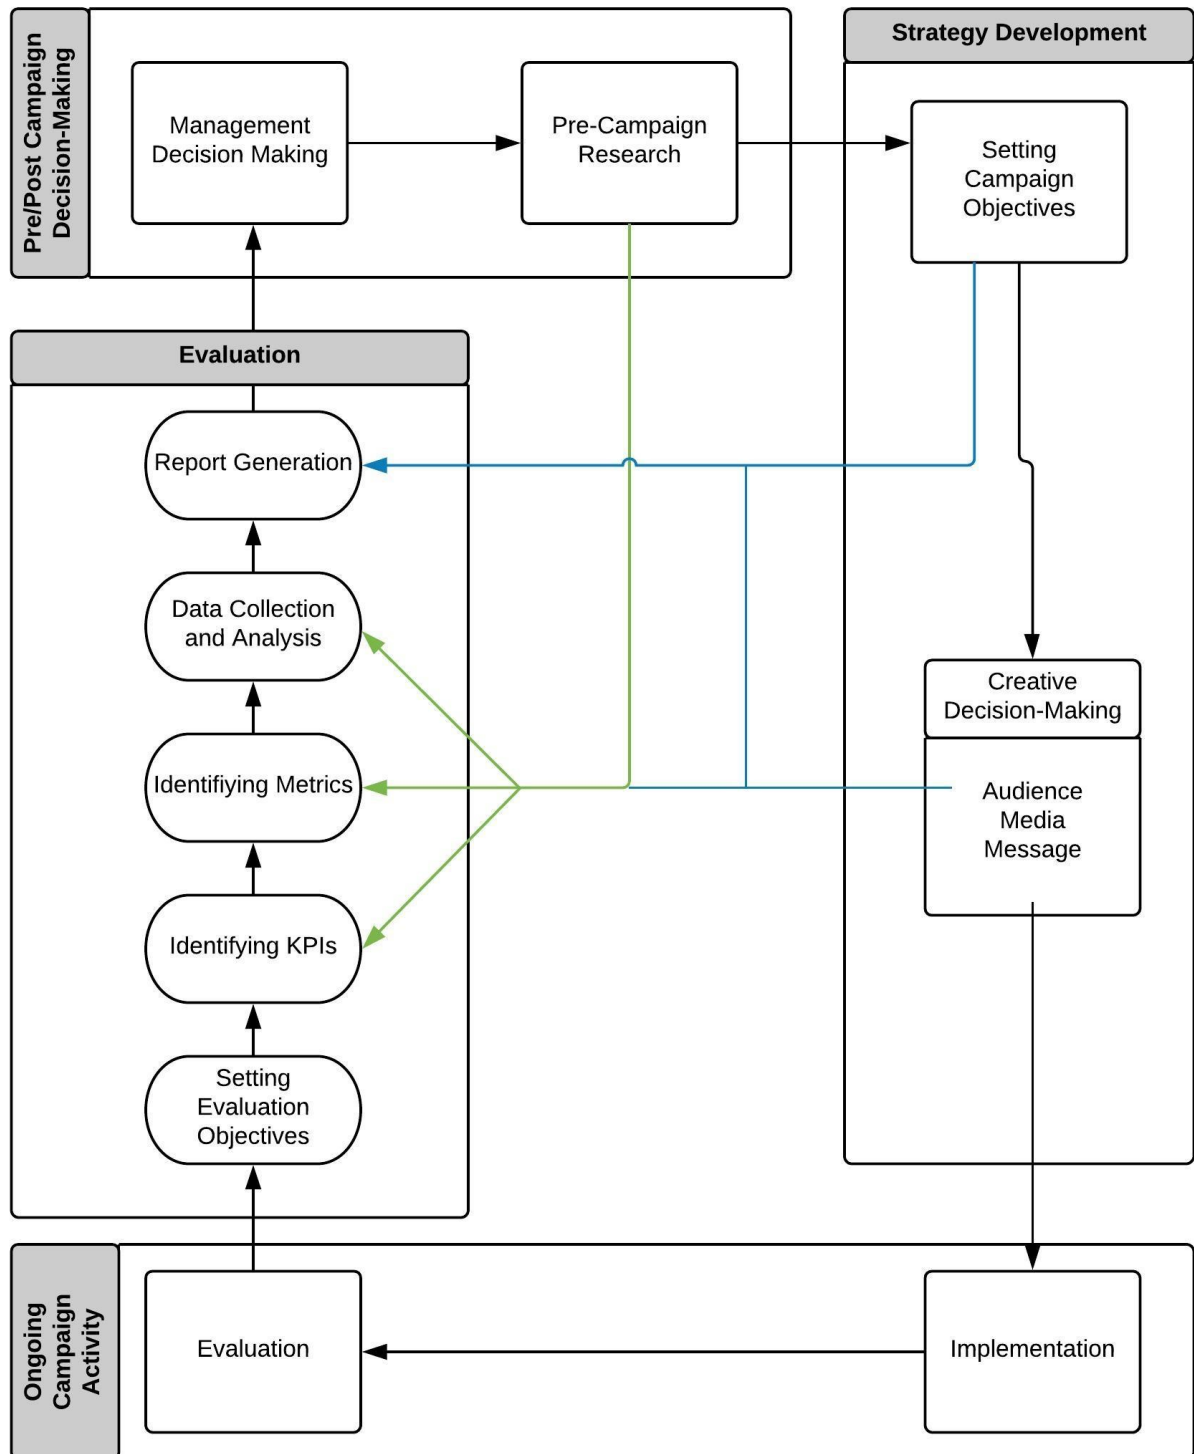 Pre/Post Campaign
Decision-Making
Management
Decision Making
Pre-Campaign
Research
Strategy Development
Setting
Campaign
Objectives
Evaluation
Report Generation
Data Collection
and Analysis
Identifiying Metrics
Identifying KPIs
Setting
Evaluation
Objectives
Creative
Decision-Making
Audience
Media
Message
Ongoing
Campaign
Activity
Evaluation
Implementation